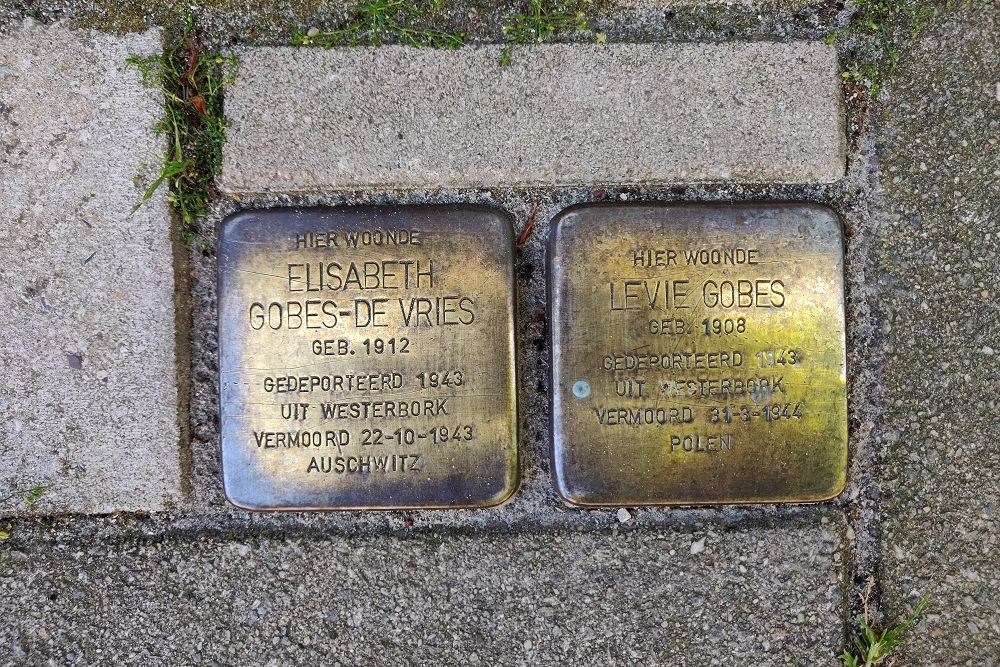 HIER WOONDE
ELISABETH
GOBES-DE VRIES
GEB. 1912
GEDEPORTEERD 1943
UIT WESTERBORK
VERMOORD 22-10-1943
AUSCHWITZ
HIER WOONDE
LEVIE GOBES
GEB. 1908
GEDEPORTEERD 1943
UIT WESTERBORK
VERMOORD 31-3-1944
POLEN